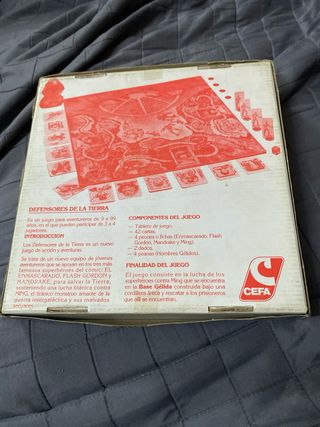 DEFENSORES DE LA TIERRA
Es un juego para aventureros de 9 a 99
años, en el que pueden participar de 3 a 4
jugadores.
INTRODUCCION
Los Defensores de la Tierra es un nuevo
juego de acción y aventuras.
Se trata de un nuevo equipo de jóvenes
aventureros que se apoyan en los tres más
famosos superhéroes del cómic: EL
ENMASCARADO, FLASH GORDON y
MANDRAKE, para salvar la Tierra,
sosteniendo una lucha titánica contra
MING, el tiránico monstruo amante de la
guerra intergaláctica y sus malvados
COMPONENTES DEL JUEGO
— Tablero de juego.
— 42 cartas.
— 4 peones o fichas (Enmascarado, Flash
Gordon, Mandrake y Ming).
— 2 dados.
— 4 peanas (Hombres Gélidos).
FINALIDAD DEL JUEGO
El juego consiste en la lucha de los
superhéroes contra Ming que se encuentra
en la Base Gélida construida bajo una
cordillera ártica y rescatar a los prisioneros
que allí se encuentran.
CEFA